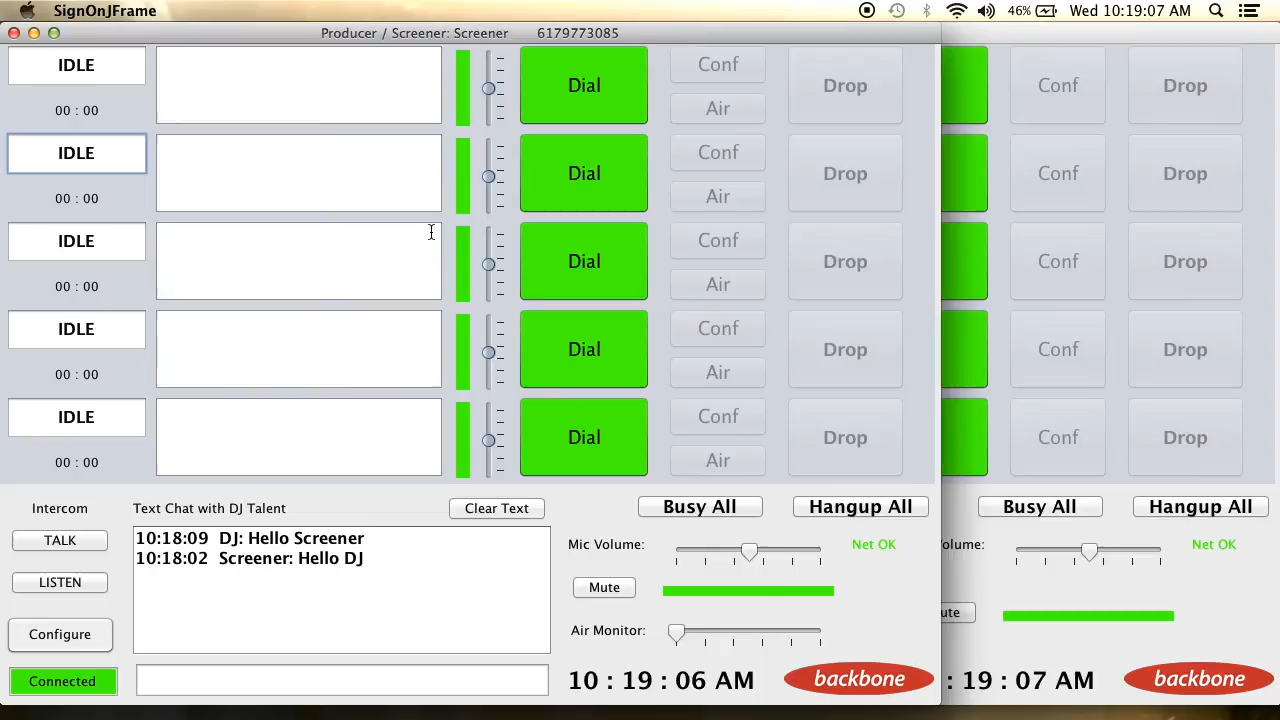 SignOnJFrame
46%
Wed 10:19:07 AM
Producer / Screener: Screener 6179773085
IDLE
00 : 00
Dial
Conf
Air
Drop
Conf
Drop
IDLE
00 : 00
Dial
Conf
Air
Drop
Conf
Drop
IDLE
00 : 00
Dial
Conf
Air
Drop
Conf
Drop
IDLE
00 : 00
Dial
Conf
Air
Drop
Conf
Drop
IDLE
00 : 00
Dial
Conf
Air
Drop
Conf
Drop
Intercom
TALK
LISTEN
Configure
Connected
Text Chat with DJ Talent
Clear Text
10:18:09 DJ: Hello Screener
10:18:02 Screener: Hello DJ
Busy All
Hangup All
Mic Volume:
Net OK
Mute
Air Monitor:
10 : 19 : 06 AM
backbone
Busy All
Hangup All
olume:
Net OK
ute
: 19 : 07 AM
backbone